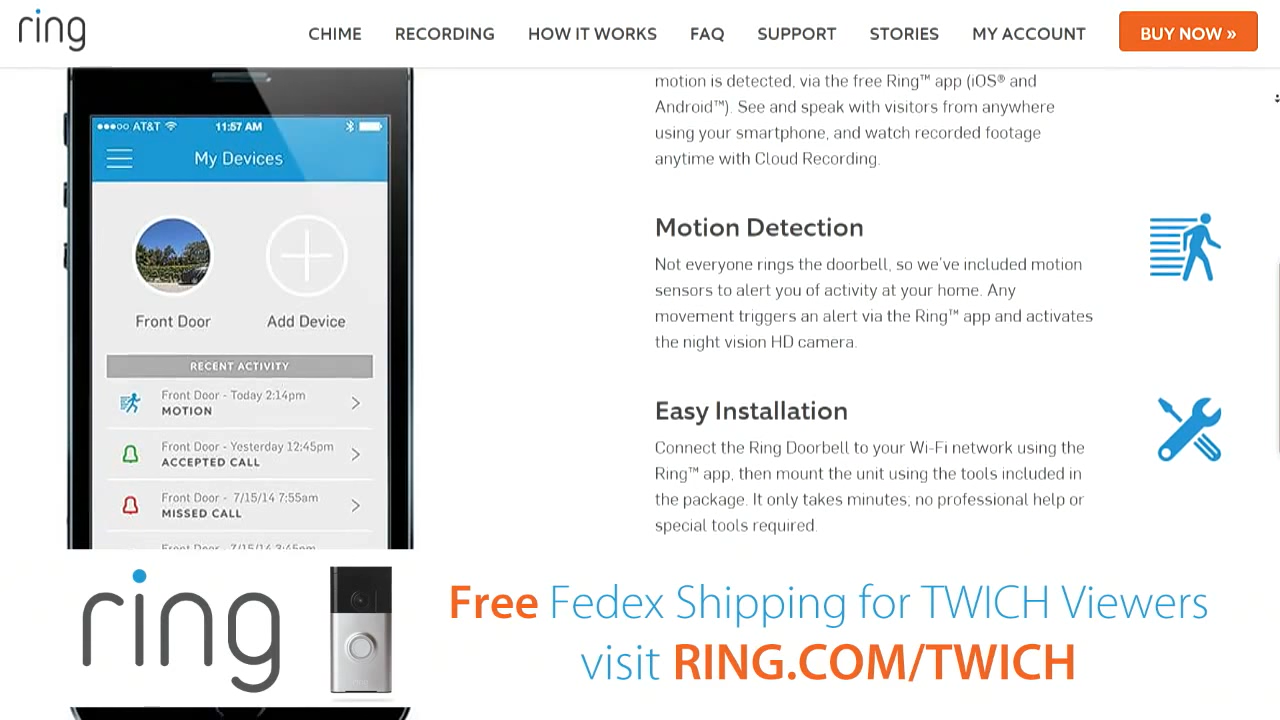 ring
CHIME RECORDING HOW IT WORKS FAQ SUPPORT STORIES MY ACCOUNT BUY NOW »
AT&T 11:57 AM
My Devices
Front Door Add Device
RECENT ACTIVITY
Front Door - Today 2:14pm
MOTION
Front Door - Yesterday 12:45pm
ACCEPTED CALL
Front Door - 7/15/14 7:55am
MISSED CALL
Front Door - 7/15/14 3:45pm
motion is detected, via the free Ring™ app (iOS® and
Android™). See and speak with visitors from anywhere
using your smartphone, and watch recorded footage
anytime with Cloud Recording.
Motion Detection
Not everyone rings the doorbell, so we've included motion
sensors to alert you of activity at your home. Any
movement triggers an alert via the Ring™ app and activates
the night vision HD camera.
Easy Installation
Connect the Ring Doorbell to your Wi-Fi network using the
Ring™ app, then mount the unit using the tools included in
the package. It only takes minutes; no professional help or
special tools required.
ring
ring
Free Fedex Shipping for TWICH Viewers
visit RING.COM/TWICH